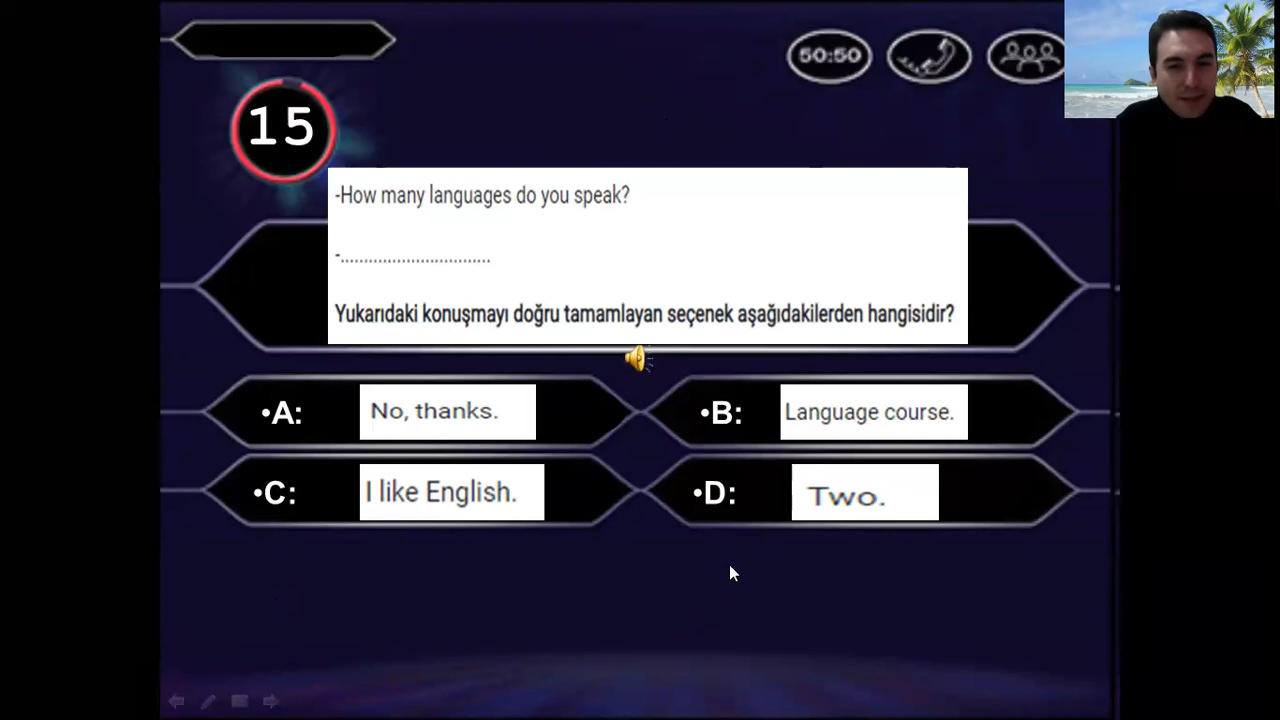 50:50
15
-How many languages do you speak?
-................................
Yukarıdaki konuşmayı doğru tamamlayan seçenek aşağıdakilerden hangisidir?
•A: No, thanks.
•B: Language course.
•C: I like English.
•D: Two.